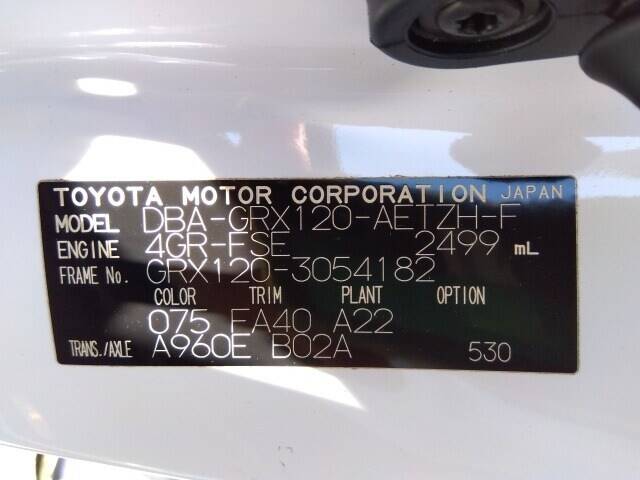 TOYOTA MOTOR CORPORATION JAPAN
MODEL DBA-GRX120-AETZH-F
ENGINE 4GR-FSE 2499 mL
FRAME No. GRX120-3054182
COLOR TRIM PLANT OPTION
075 EA40 A22
TRANS./AXLE A960E B02A 530